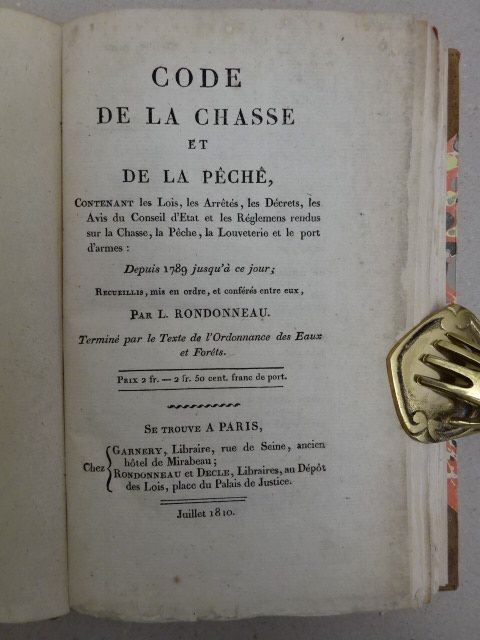 CODE
DE LA CHASSE
ET
DE LA PÊCHÊ,
CONTENANT les Lois, les Arrêtés, les Décrets, les
Avis du Conseil d'Etat et les Réglemens rendus
sur la Chasse, la Pêche, la Louveterie et le port
d'armes :
Depuis 1789 jusqu'à ce jour;
RECUEILLIS, mis en ordre, et conférés entre eux,
PAR L. RONDONNEAU.
Terminé par le Texte de l'Ordonnance des Eaux
et Forêts.
PRIX 2 fr. — 2 fr. 50 cent. franc de port.
SE TROUVE A PARIS,
Chez
GARNERY, Libraire, rue de Seine, ancien
hôtel de Mirabeau;
RONDONNEAU et DECLE, Libraires, au Dépôt
des Lois, place du Palais de Justice.
Juillet 1810.